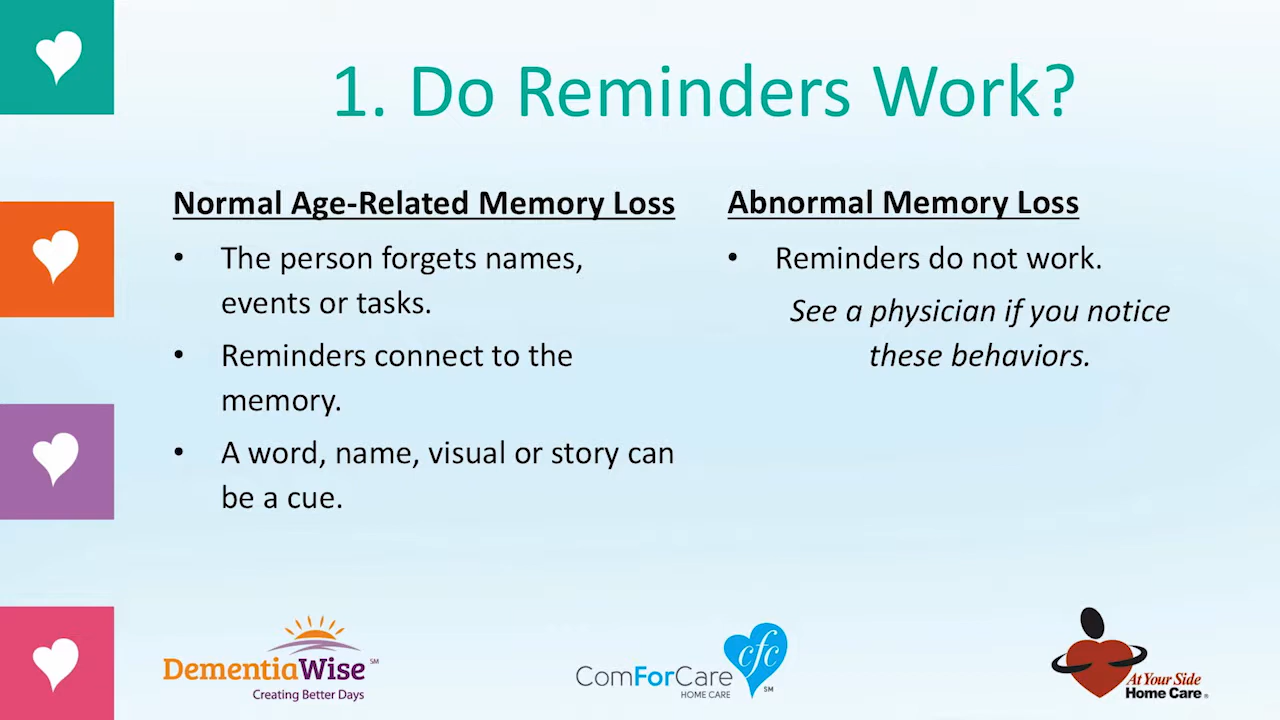 1. Do Reminders Work?
Normal Age-Related Memory Loss
• The person forgets names,
events or tasks.
• Reminders connect to the
memory.
• A word, name, visual or story can
be a cue.
Abnormal Memory Loss
• Reminders do not work.
See a physician if you notice
these behaviors.
DementiaWise SM
Creating Better Days
ComForCare
HOME CARE
cfc
SM
At Your Side
Home Care®